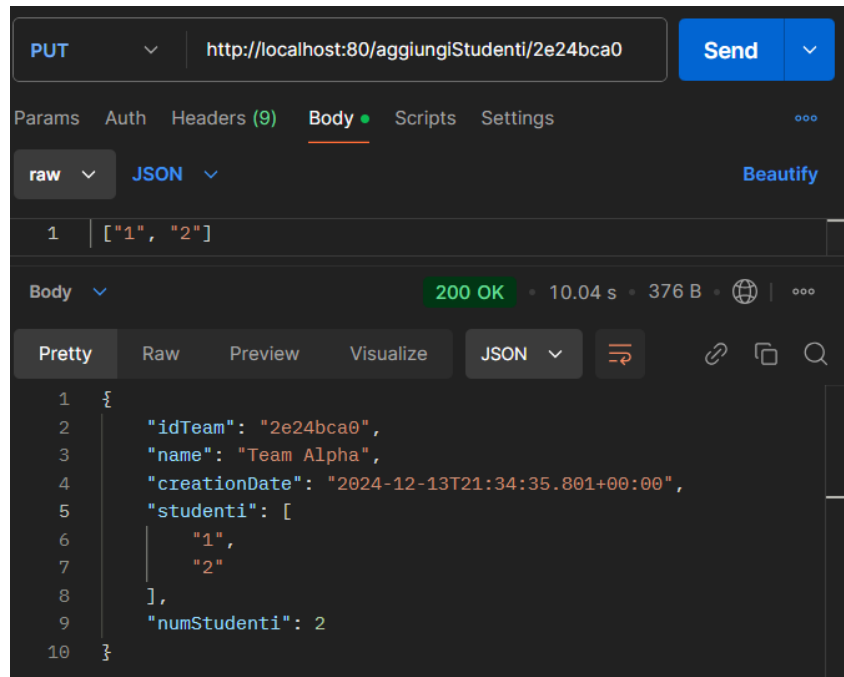 PUT http://localhost:80/aggiungiStudenti/2e24bca0 Send
Params Auth Headers (9) Body Scripts Settings
raw JSON Beautify
1 ["1", "2"]
Body 200 OK • 10.04 s • 376 B •
Pretty Raw Preview Visualize JSON
1 {
2 "idTeam": "2e24bca0",
3 "name": "Team Alpha",
4 "creationDate": "2024-12-13T21:34:35.801+00:00",
5 "studenti": [
6 "1",
7 "2"
8 ],
9 "numStudenti": 2
10 }